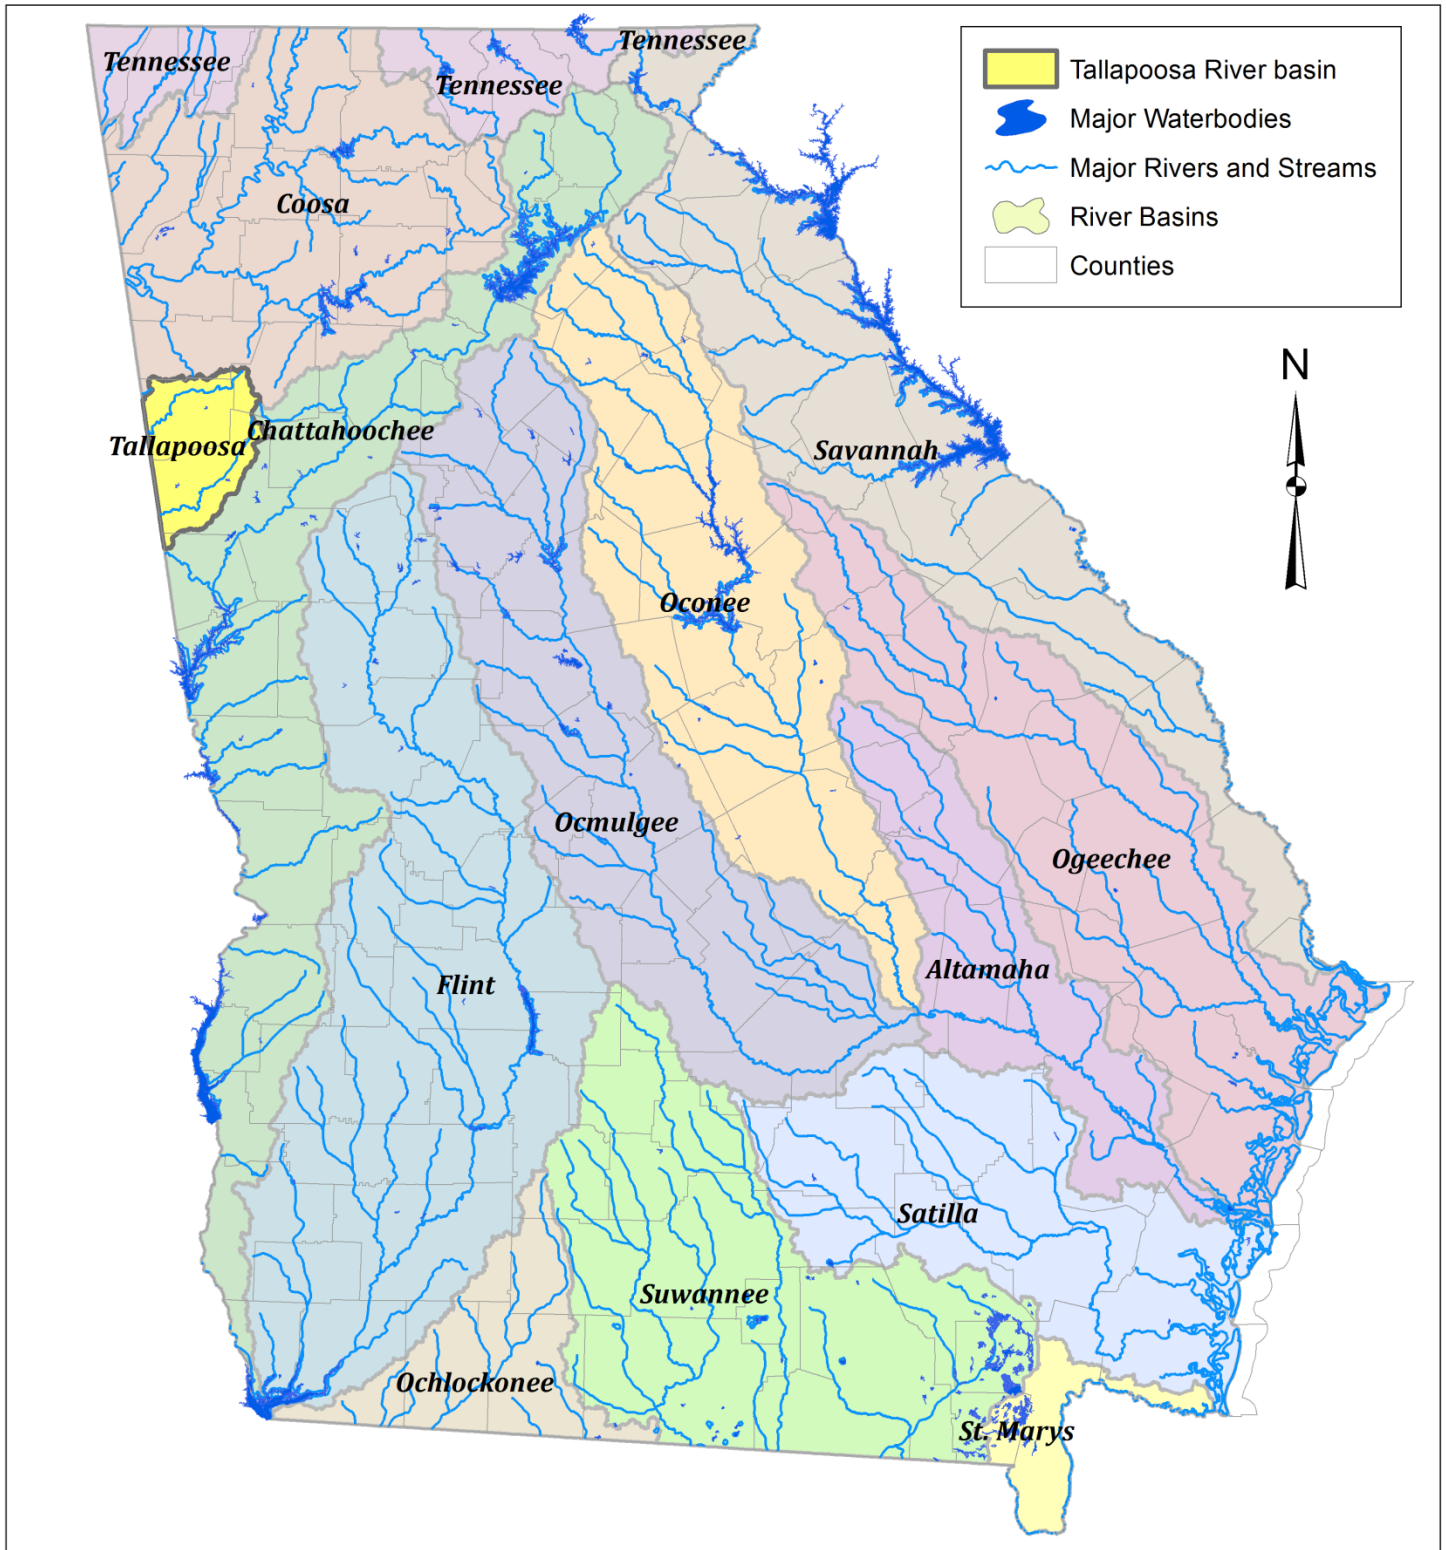 Tennessee
Tennessee
Tennessee
Tallapoosa River basin
Major Waterbodies
Major Rivers and Streams
River Basins
Counties
Coosa
N
Tallapoosa
Chattahoochee
Savannah
Oconee
Ocmulgee
Ogeechee
Flint
Altamaha
Satilla
Suwannee
Ochlockonee
St. Marys